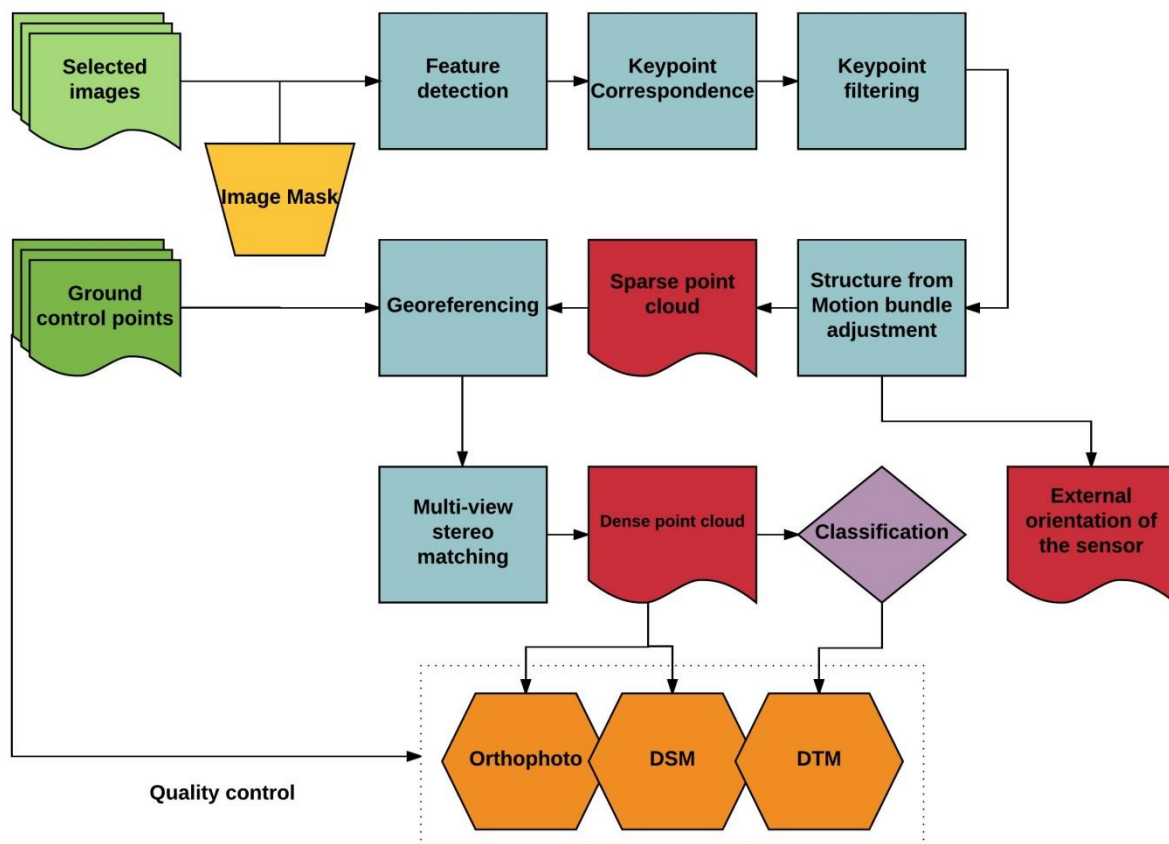 Selected
images
Feature
detection
Keypoint
Correspondence
Keypoint
filtering
Image Mask
Ground
control points
Georeferencing
Sparse point
cloud
Structure from
Motion bundle
adjustment
Multi-view
stereo
matching
Dense point cloud
Classification
External
orientation of
the sensor
Orthophoto
DSM
DTM
Quality control